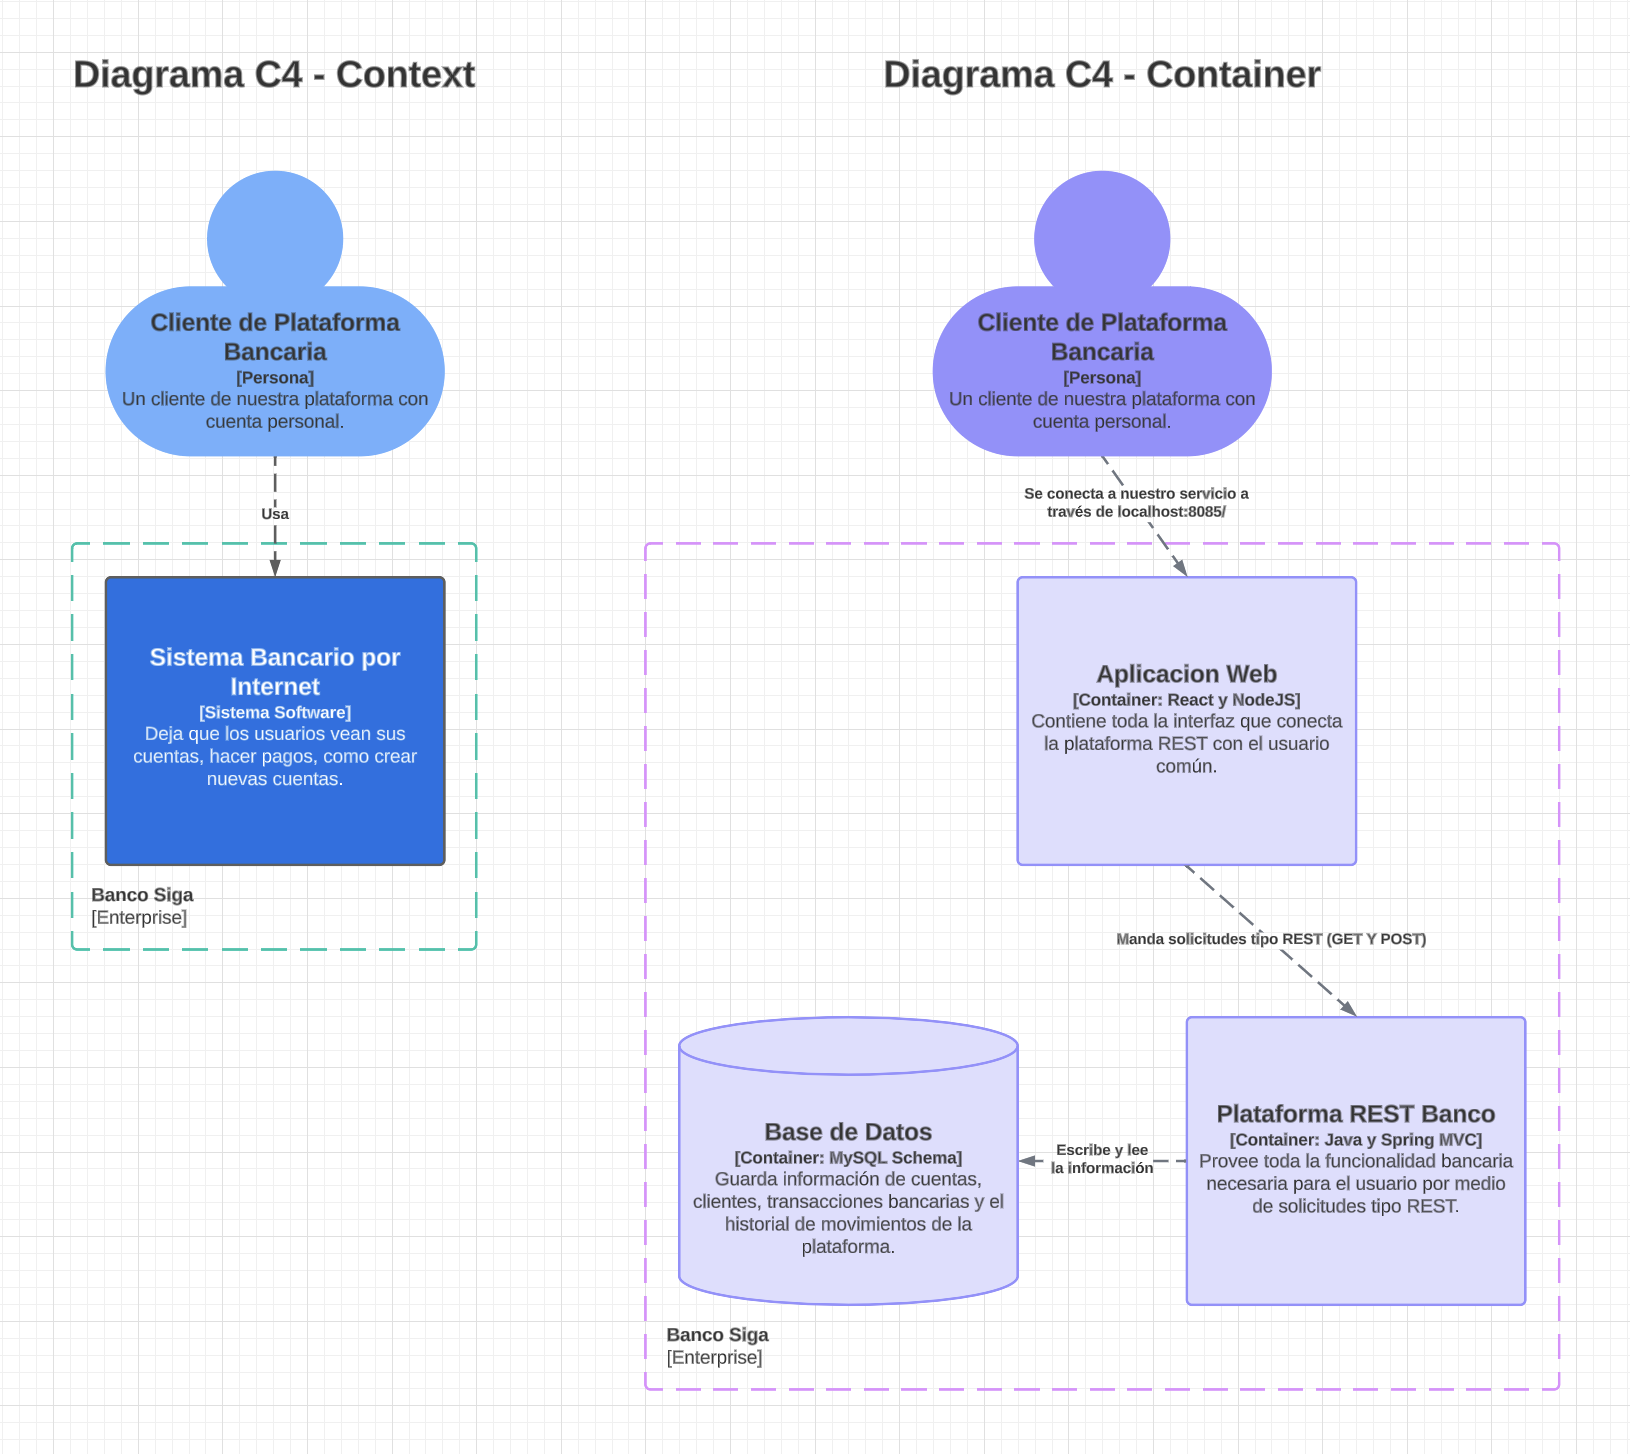 Diagrama C4 - Context
Cliente de Plataforma
Bancaria
[Persona]
Un cliente de nuestra plataforma con
cuenta personal.
Usa
Sistema Bancario por
Internet
[Sistema Software]
Deja que los usuarios vean sus
cuentas, hacer pagos, como crear
nuevas cuentas.
Banco Siga
[Enterprise]
Diagrama C4 - Container
Cliente de Plataforma
Bancaria
[Persona]
Un cliente de nuestra plataforma con
cuenta personal.
Se conecta a nuestro servicio a
través de localhost:8085/
Aplicacion Web
[Container: React y NodeJS]
Contiene toda la interfaz que conecta
la plataforma REST con el usuario
común.
Manda solicitudes tipo REST (GET Y POST)
Base de Datos
[Container: MySQL Schema]
Guarda información de cuentas,
clientes, transacciones bancarias y el
historial de movimientos de la
plataforma.
Escribe y lee
la información
Plataforma REST Banco
[Container: Java y Spring MVC]
Provee toda la funcionalidad bancaria
necesaria para el usuario por medio
de solicitudes tipo REST.
Banco Siga
[Enterprise]